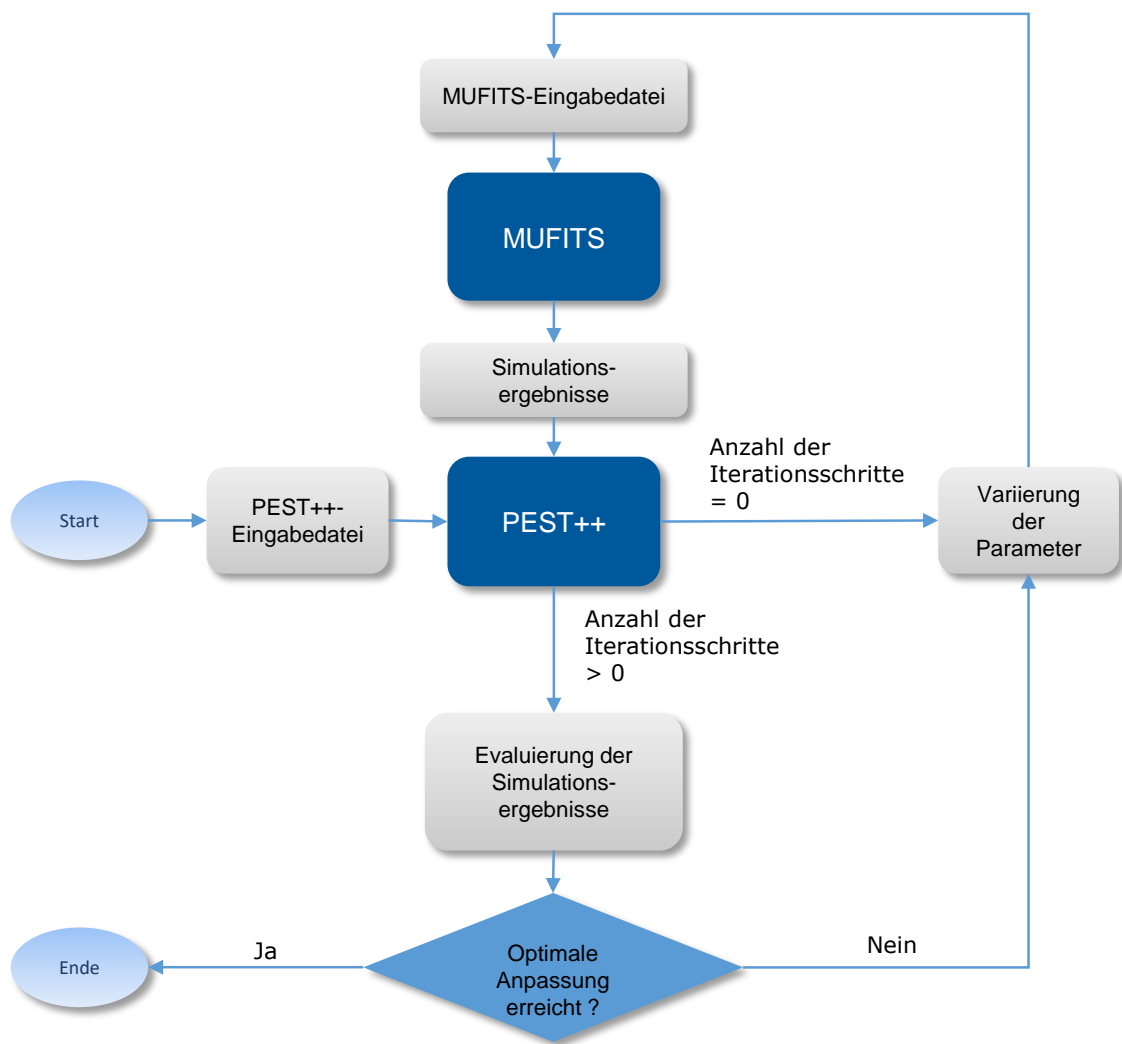 MUFITS-Eingabedatei
MUFITS
Simulations-
ergebnisse
Anzahl der
Iterationsschritte
= 0
Start
PEST++-
Eingabedatei
PEST++
Variierung
der
Parameter
Anzahl der
Iterationsschritte
> 0
Evaluierung der
Simulations-
ergebnisse
Ja
Nein
Ende
Optimale
Anpassung
erreicht ?